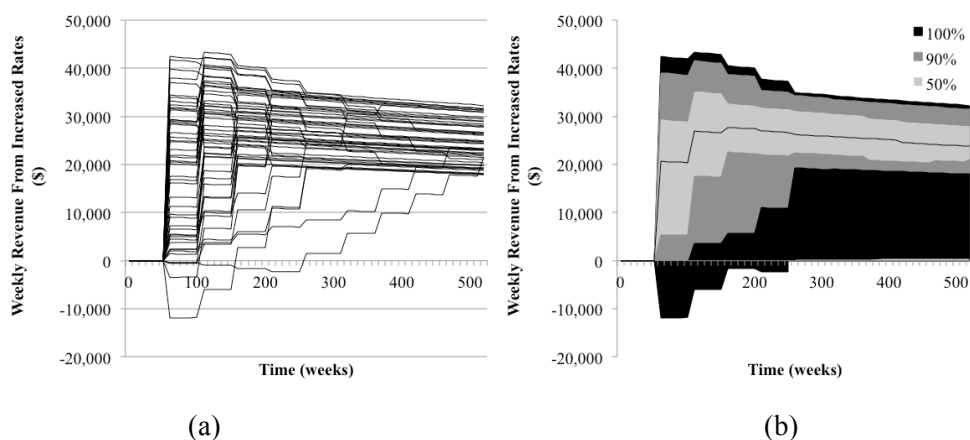 50,000
40,000
30,000
20,000
10,000
0
-10,000
-20,000
Weekly Revenue From Increased Rates
($)
0 100 200 300 400 500
Time (weeks)
(a)
50,000
40,000
30,000
20,000
10,000
0
-10,000
-20,000
Weekly Revenue From Increased Rates
($)
100%
90%
50%
0 100 200 300 400 500
Time (weeks)
(b)